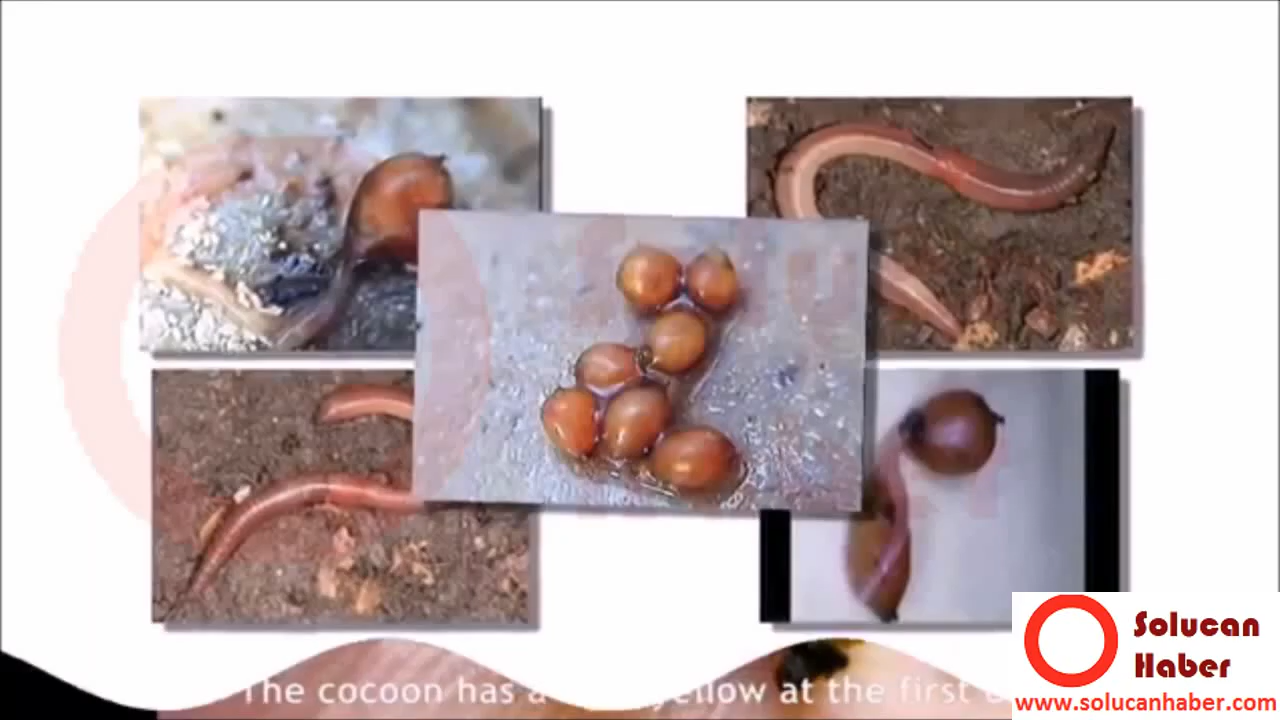 The cocoon has a yellow at the first
Solucan
Haber
www.solucanhaber.com